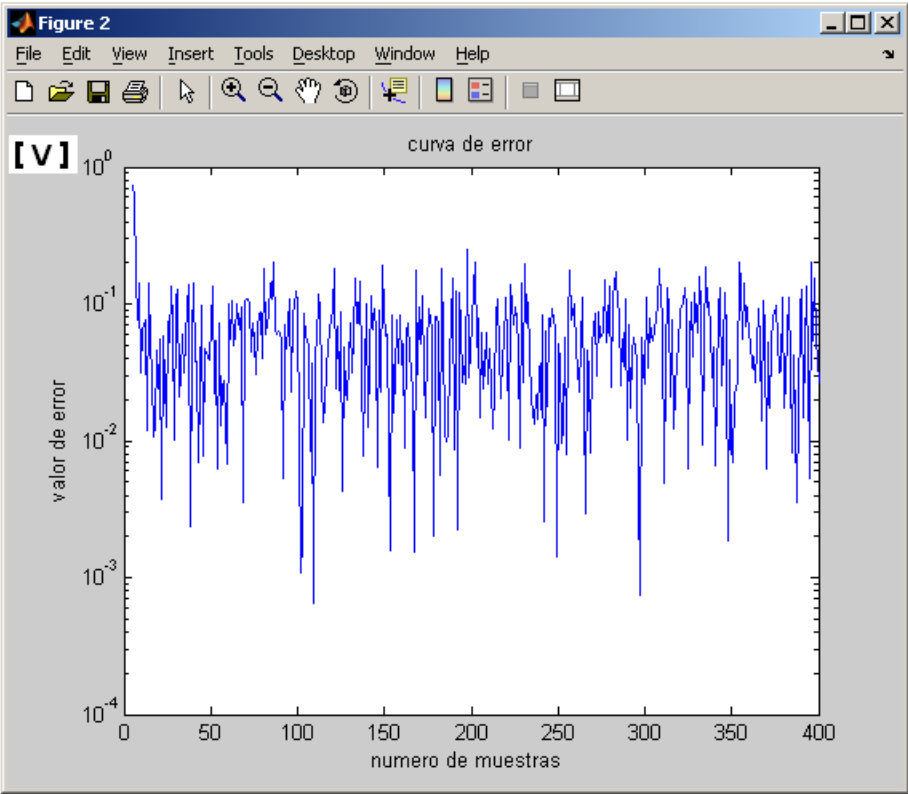 Figure 2
File Edit View Insert Tools Desktop Window Help
curva de error
[V]
10^0
10^-1
10^-2
10^-3
10^-4
valor de error
0 50 100 150 200 250 300 350 400
numero de muestras